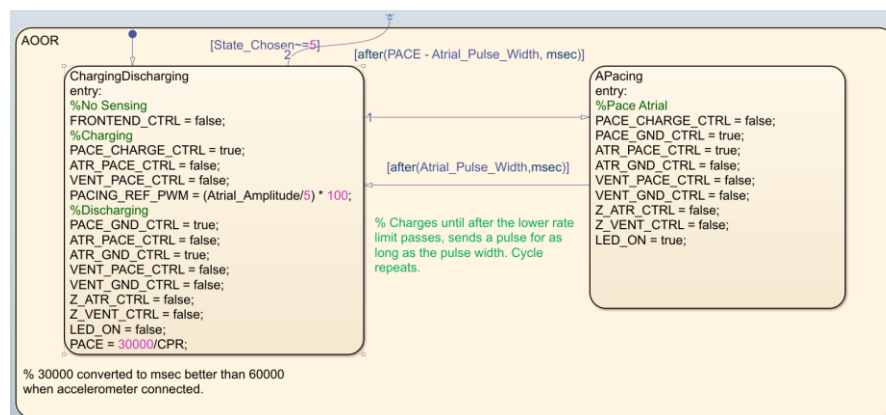 AOOR
[State_Chosen~=5]
2
[after(PACE - Atrial_Pulse_Width, msec)]
ChargingDischarging
entry:
%No Sensing
FRONTEND_CTRL = false;
%Charging
PACE_CHARGE_CTRL = true;
ATR_PACE_CTRL = false;
VENT_PACE_CTRL = false;
PACING_REF_PWM = (Atrial_Amplitude/5) * 100;
%Discharging
PACE_GND_CTRL = true;
ATR_PACE_CTRL = false;
ATR_GND_CTRL = true;
VENT_PACE_CTRL = false;
VENT_GND_CTRL = false;
Z_ATR_CTRL = false;
Z_VENT_CTRL = false;
LED_ON = false;
PACE = 30000/CPR;
1
[after(Atrial_Pulse_Width,msec)]
% Charges until after the lower rate
limit passes, sends a pulse for as
long as the pulse width. Cycle
repeats.
APacing
entry:
%Pace Atrial
PACE_CHARGE_CTRL = false;
PACE_GND_CTRL = true;
ATR_PACE_CTRL = true;
ATR_GND_CTRL = false;
VENT_PACE_CTRL = false;
VENT_GND_CTRL = false;
Z_ATR_CTRL = false;
Z_VENT_CTRL = false;
LED_ON = true;
% 30000 converted to msec better than 60000
when accelerometer connected.